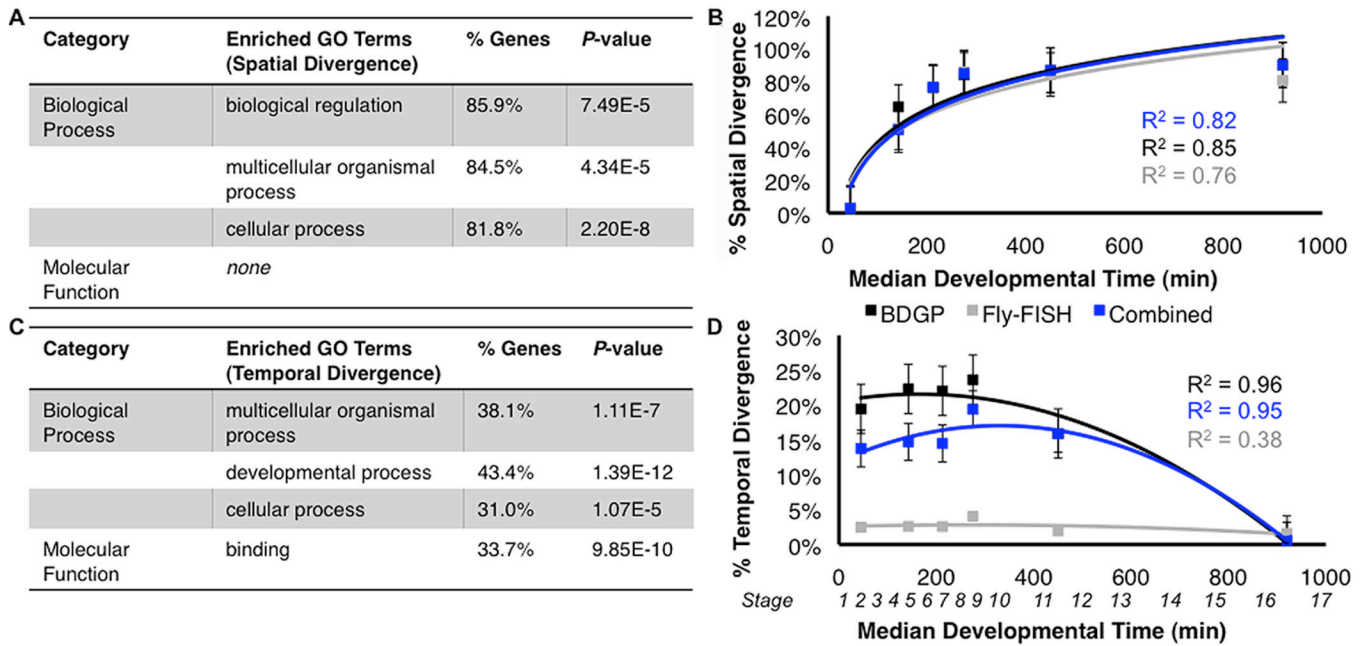 A
Category Enriched GO Terms % Genes P-value
(Spatial Divergence)
Biological biological regulation 85.9% 7.49E-5
Process
multicellular organismal 84.5% 4.34E-5
process
cellular process 81.8% 2.20E-8
Molecular none
Function
B
% Spatial Divergence
120%
100%
80%
60%
40%
20%
0%
R² = 0.82
R² = 0.85
R² = 0.76
0 200 400 600 800 1000
Median Developmental Time (min)
BDGP Fly-FISH Combined
C
Category Enriched GO Terms % Genes P-value
(Temporal Divergence)
Biological multicellular organismal 38.1% 1.11E-7
Process process
developmental process 43.4% 1.39E-12
cellular process 31.0% 1.07E-5
Molecular binding 33.7% 9.85E-10
Function
D
% Temporal Divergence
30%
25%
20%
15%
10%
5%
0%
R² = 0.96
R² = 0.95
R² = 0.38
0 200 400 600 800 1000
Stage 1 2 3 4 5 6 7 8 9 10 11 12 13 14 15 16 17
Median Developmental Time (min)